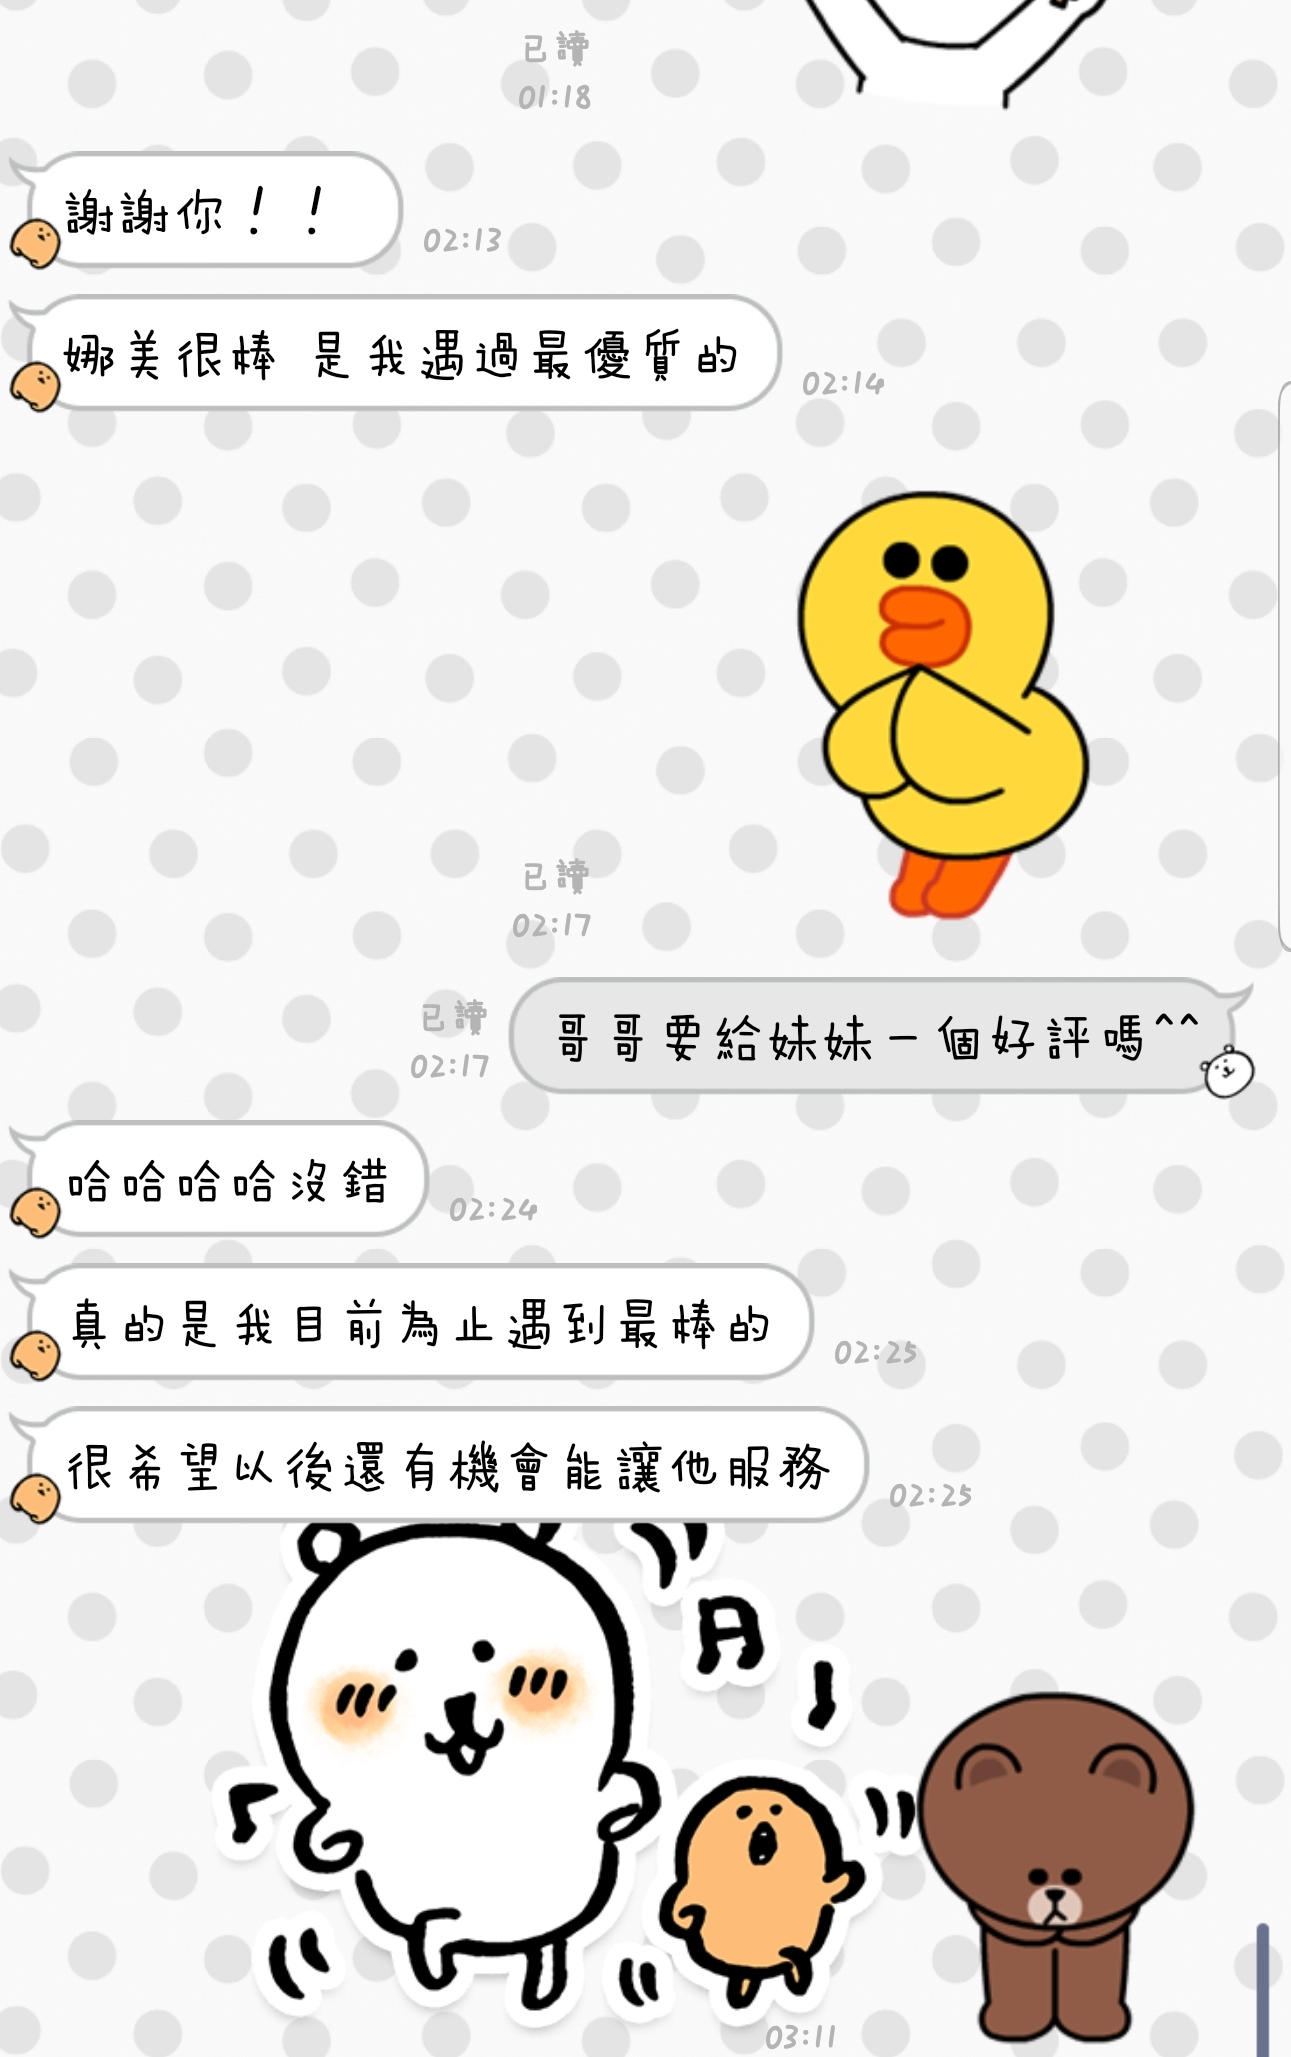 已讀
01:18
謝謝你！！
02:13
娜美很棒 是我遇過最優質的
02:14
已讀
02:17
哥哥要給妹妹一個好評嗎^^
已讀
02:17
哈哈哈哈沒錯
02:24
真的是我目前為止遇到最棒的
02:25
很希望以後還有機會能讓他服務
02:25
03:11